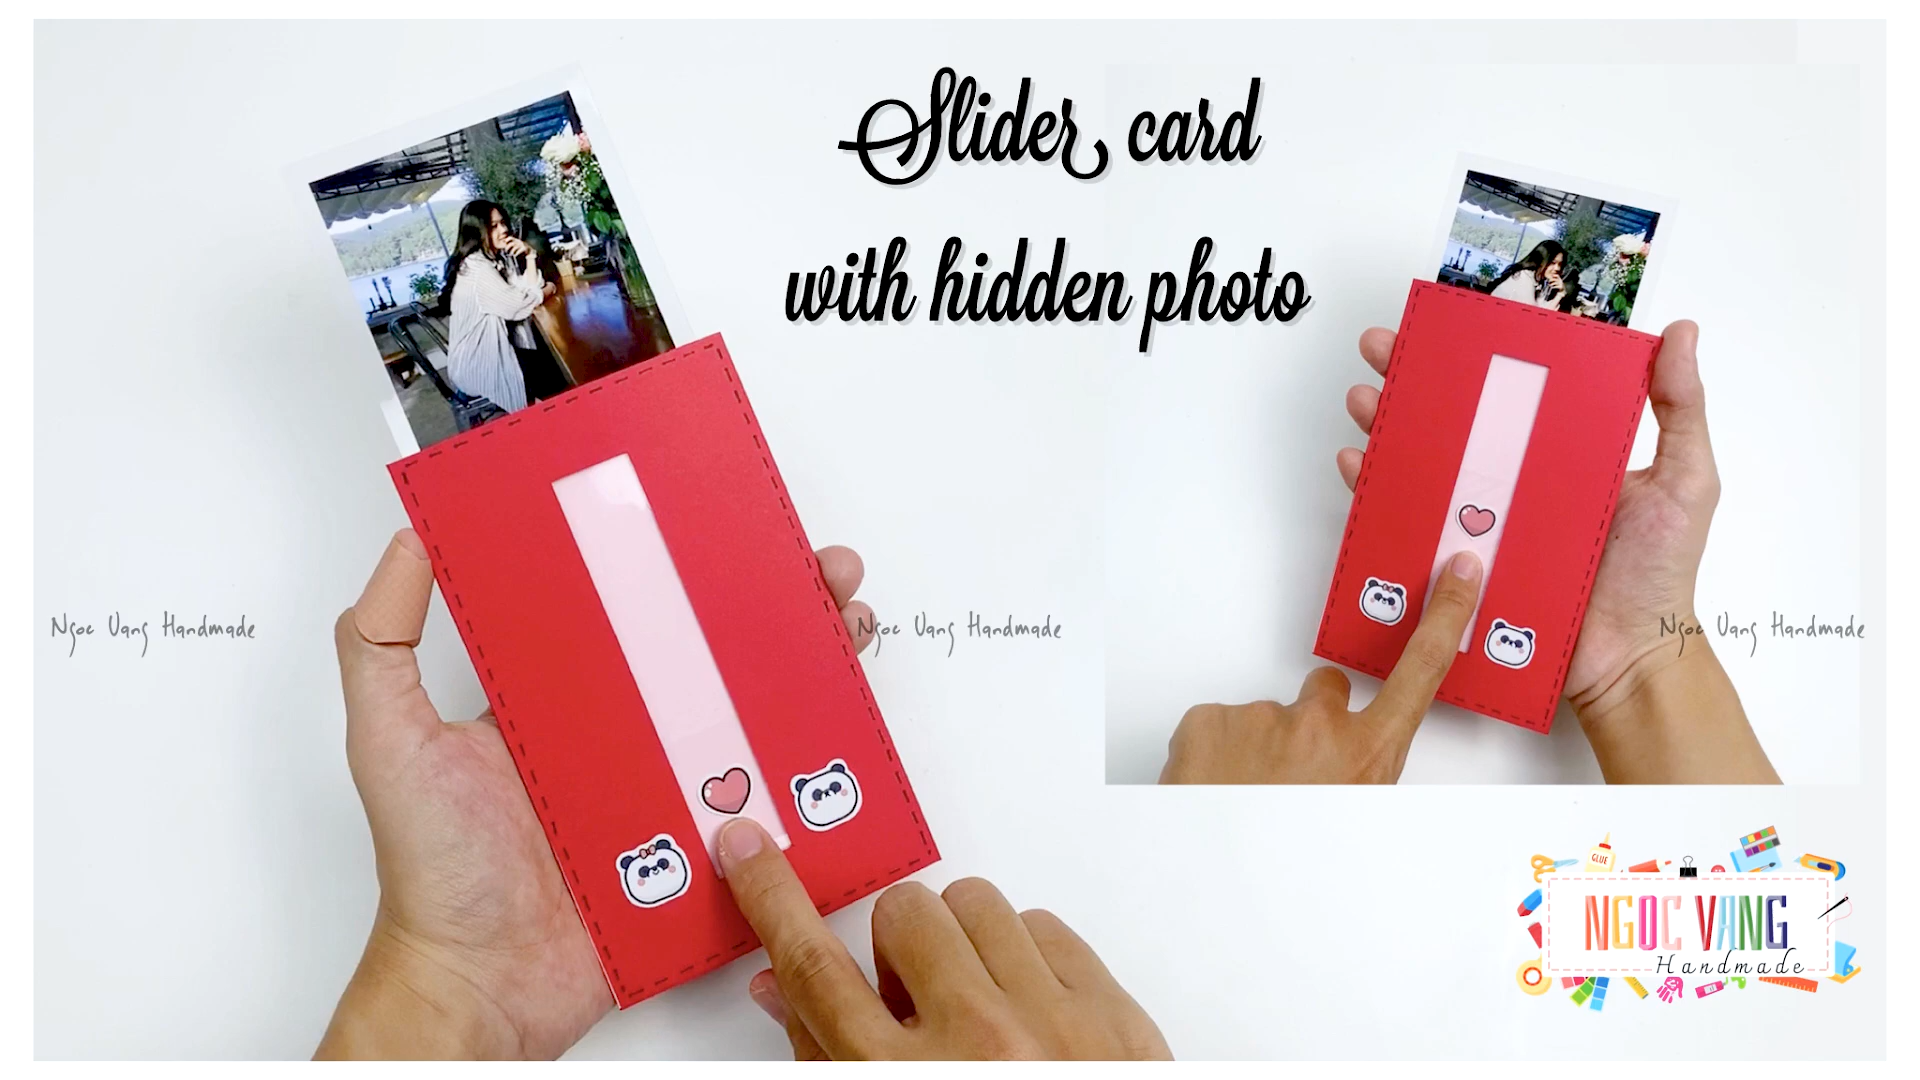 Slider card
with hidden photo
Ngoc Vang Handmade
Ngoc Vang Handmade
Ngoc Vang Handmade
GLUE
NGOC VANG
Handmade